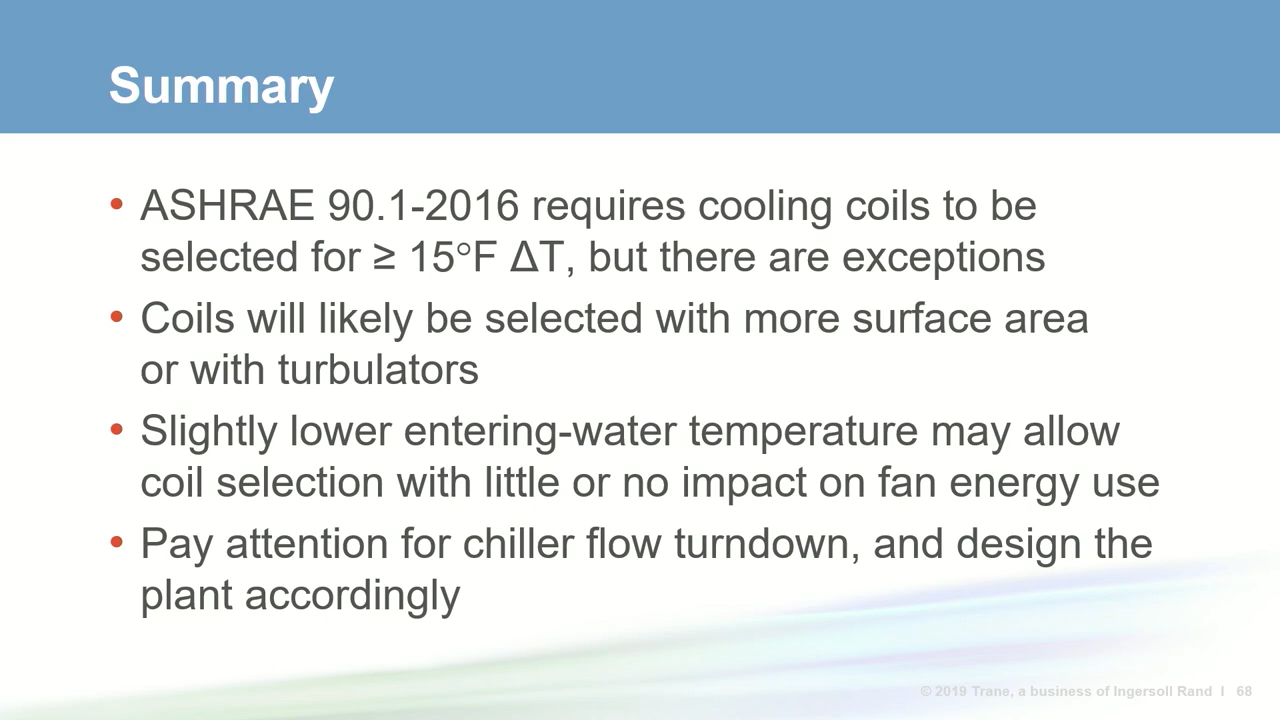 Summary
• ASHRAE 90.1-2016 requires cooling coils to be
selected for ≥ 15°F ΔT, but there are exceptions
• Coils will likely be selected with more surface area
or with turbulators
• Slightly lower entering-water temperature may allow
coil selection with little or no impact on fan energy use
• Pay attention for chiller flow turndown, and design the
plant accordingly
© 2019 Trane, a business of Ingersoll Rand I 68